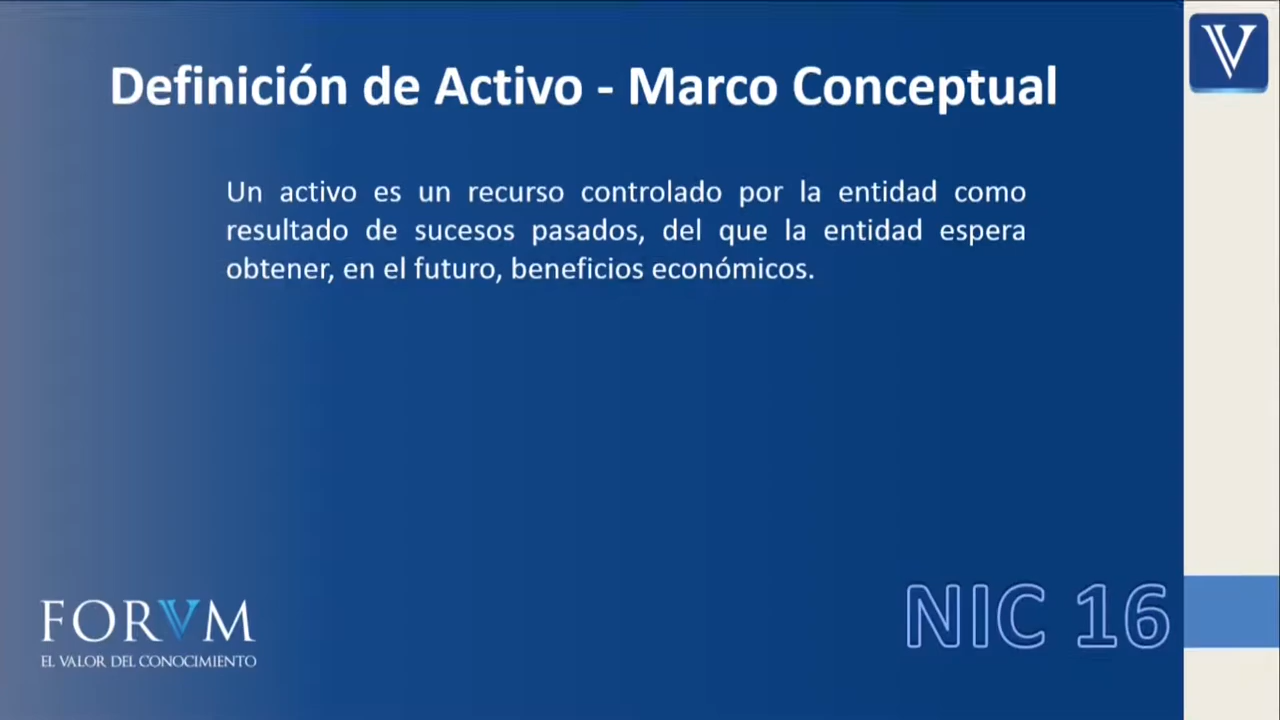 Definición de Activo - Marco Conceptual
Un activo es un recurso controlado por la entidad como
resultado de sucesos pasados, del que la entidad espera
obtener, en el futuro, beneficios económicos.
FORVM
EL VALOR DEL CONOCIMIENTO
NIC 16